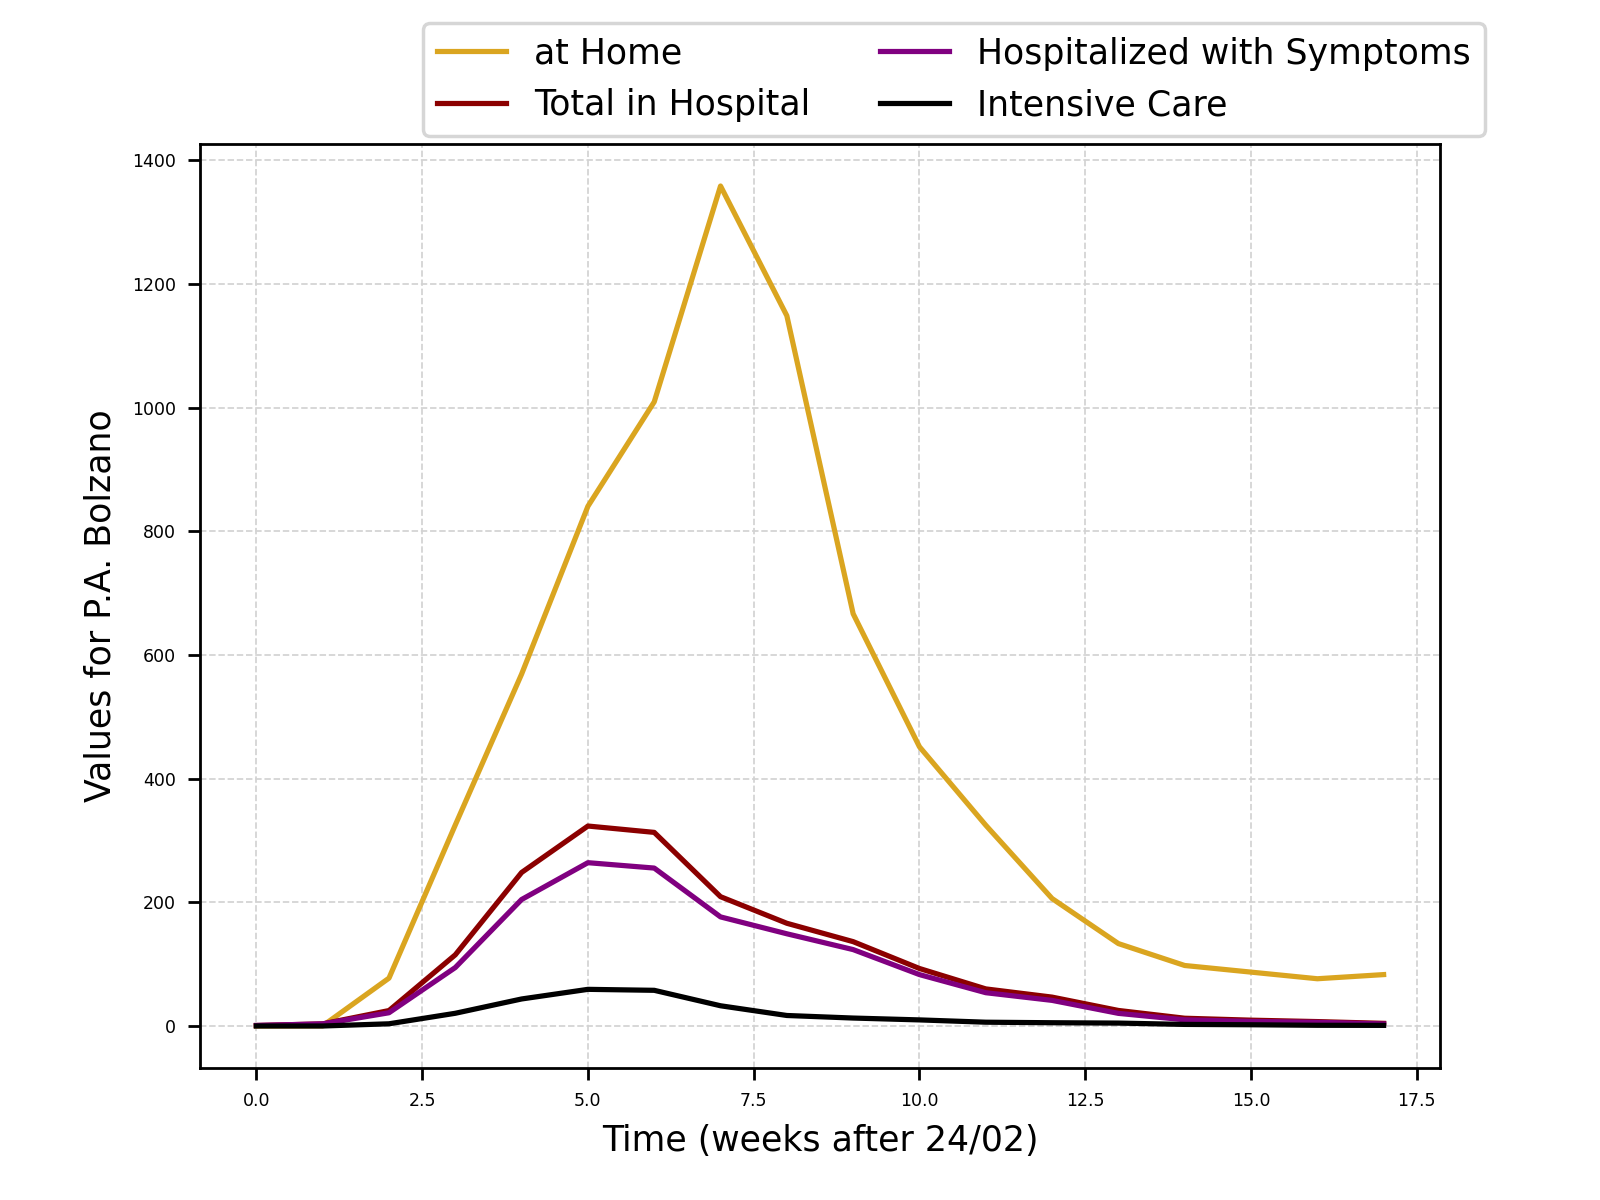 at Home
Total in Hospital
Hospitalized with Symptoms
Intensive Care
Values for P.A. Bolzano
1400
1200
1000
800
600
400
200
0
0.0
2.5
5.0
7.5
10.0
12.5
15.0
17.5
Time (weeks after 24/02)